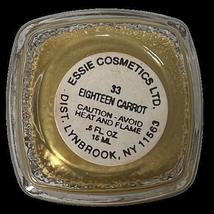 ESSIE COSMETICS LTD.
33
EIGHTEEN CARROT
CAUTION - AVOID
HEAT AND FLAME
.5 FL OZ
15 ML
DIST. LYNBROOK, NY 11563